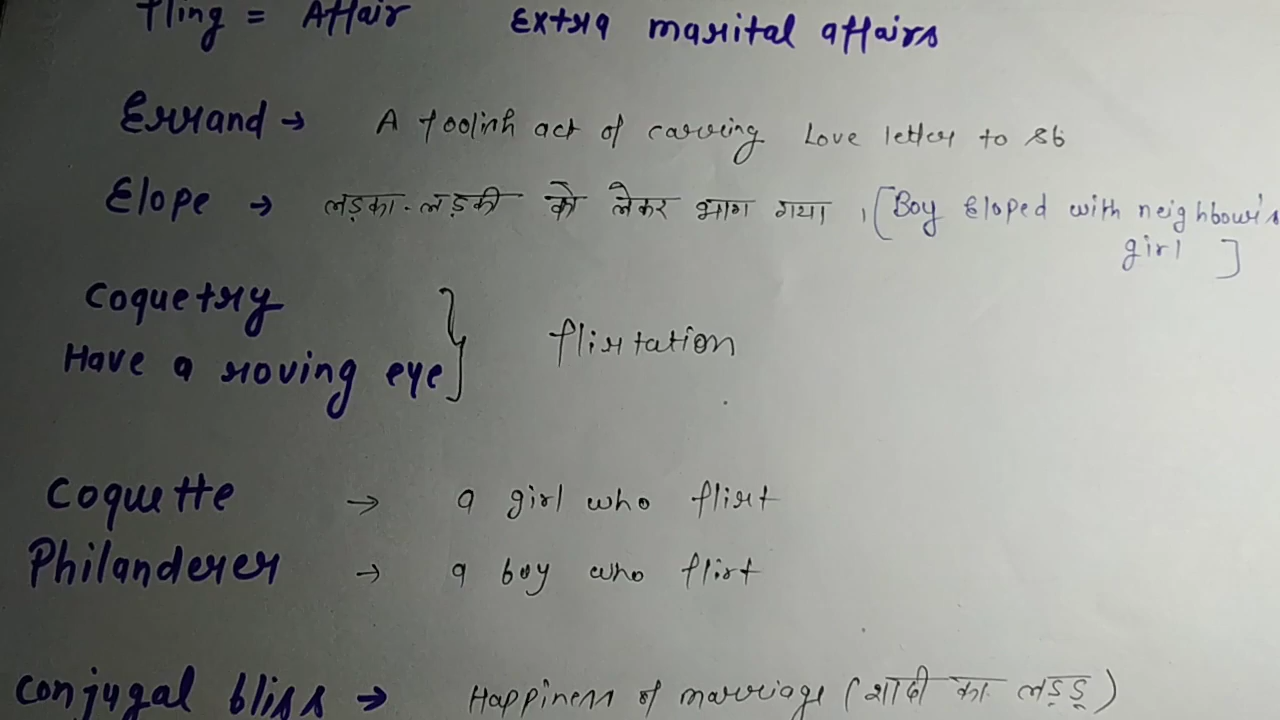 Fling = Affair Extra marital affairs
Errand → A foolish act of carring Love letter to sb
Elope → लड़का-लड़की को लेकर भाग गया । [Boy Eloped with neighbour's
girl ]
Coquetry
Have a roving eye } flirtation
Coquette → a girl who flirt
Philanderer → a boy who flirt
Conjugal bliss → Happiness of marriage (शादी का लड्डू)